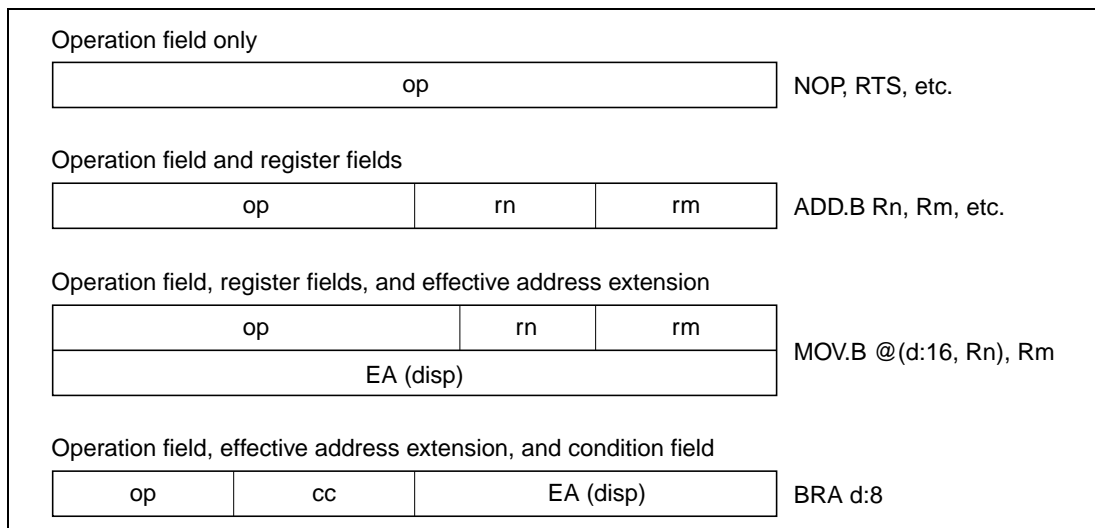 Operation field only
op
NOP, RTS, etc.
Operation field and register fields
op rn rm
ADD.B Rn, Rm, etc.
Operation field, register fields, and effective address extension
op rn rm
EA (disp)
MOV.B @(d:16, Rn), Rm
Operation field, effective address extension, and condition field
op cc EA (disp)
BRA d:8